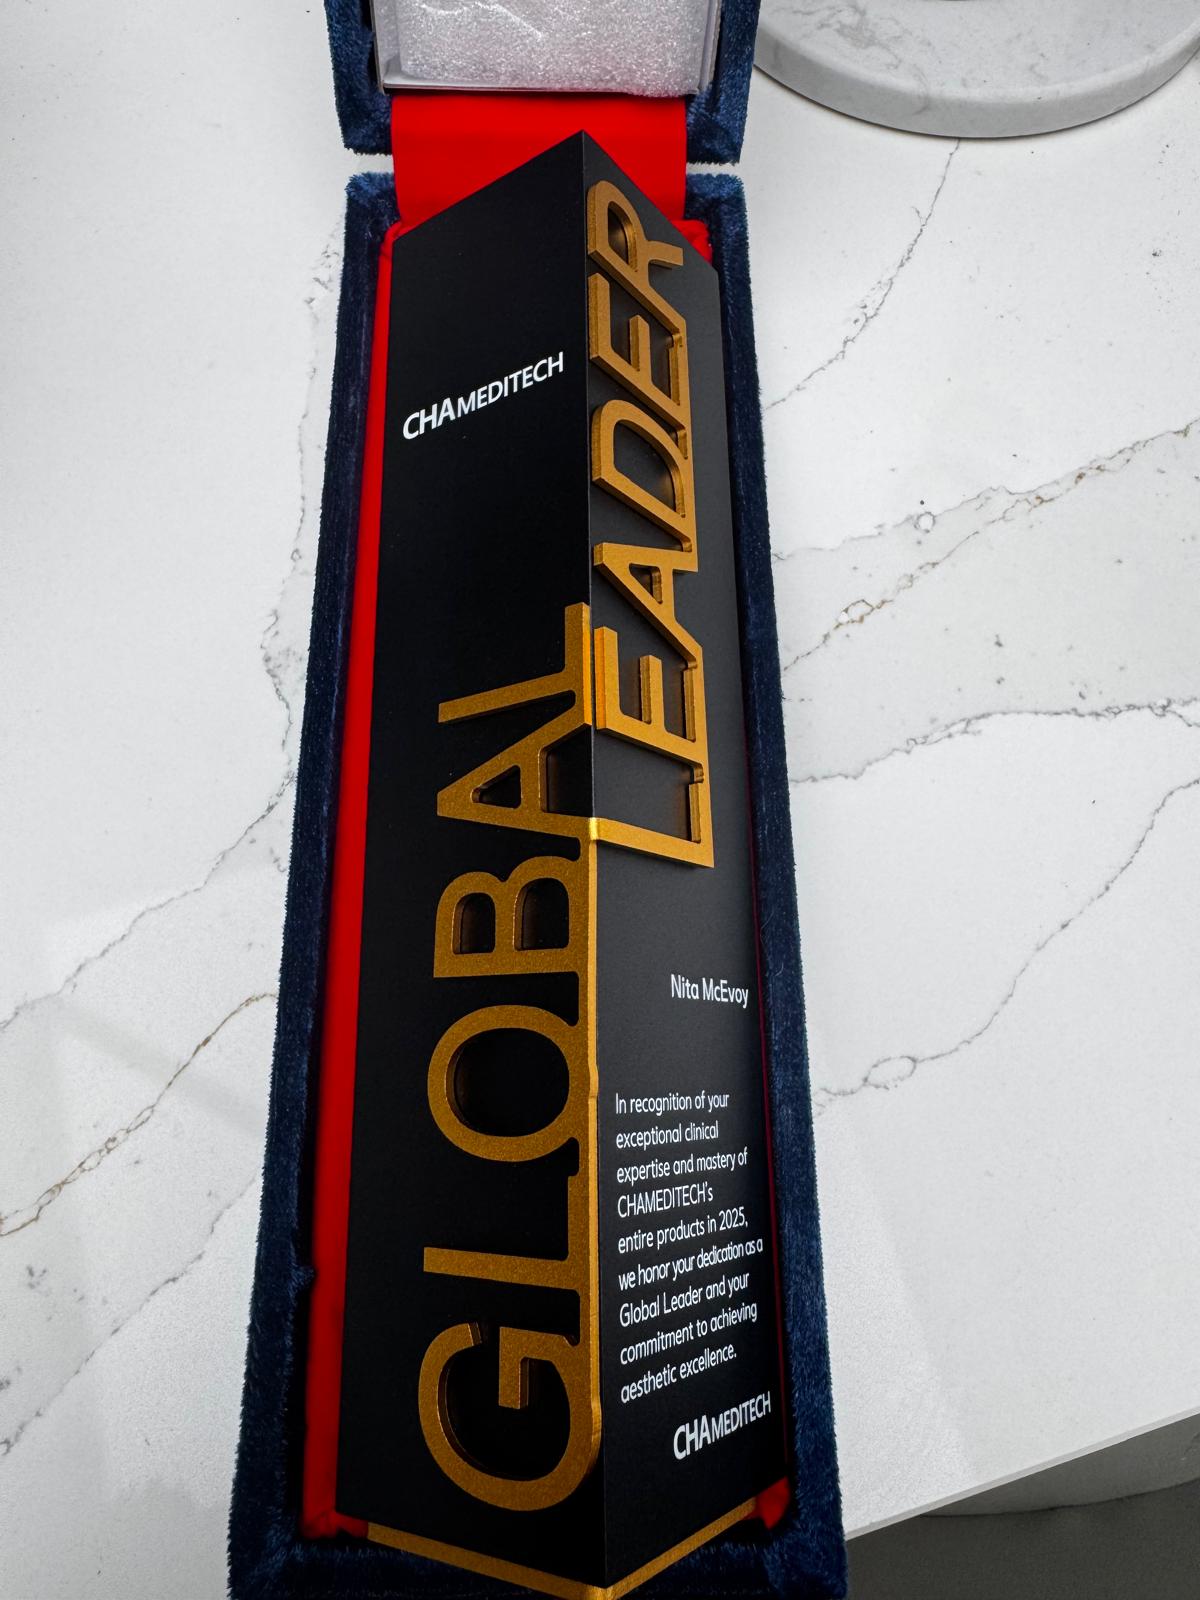 CHAMEDITECH
GLOBAL
LEADER
Nita McEvoy
In recognition of your
exceptional clinical
expertise and mastery of
CHAMEDITECH's
entire products in 2025,
we honor your dedication as a
Global Leader and your
commitment to achieving
aesthetic excellence.
CHAMEDITECH